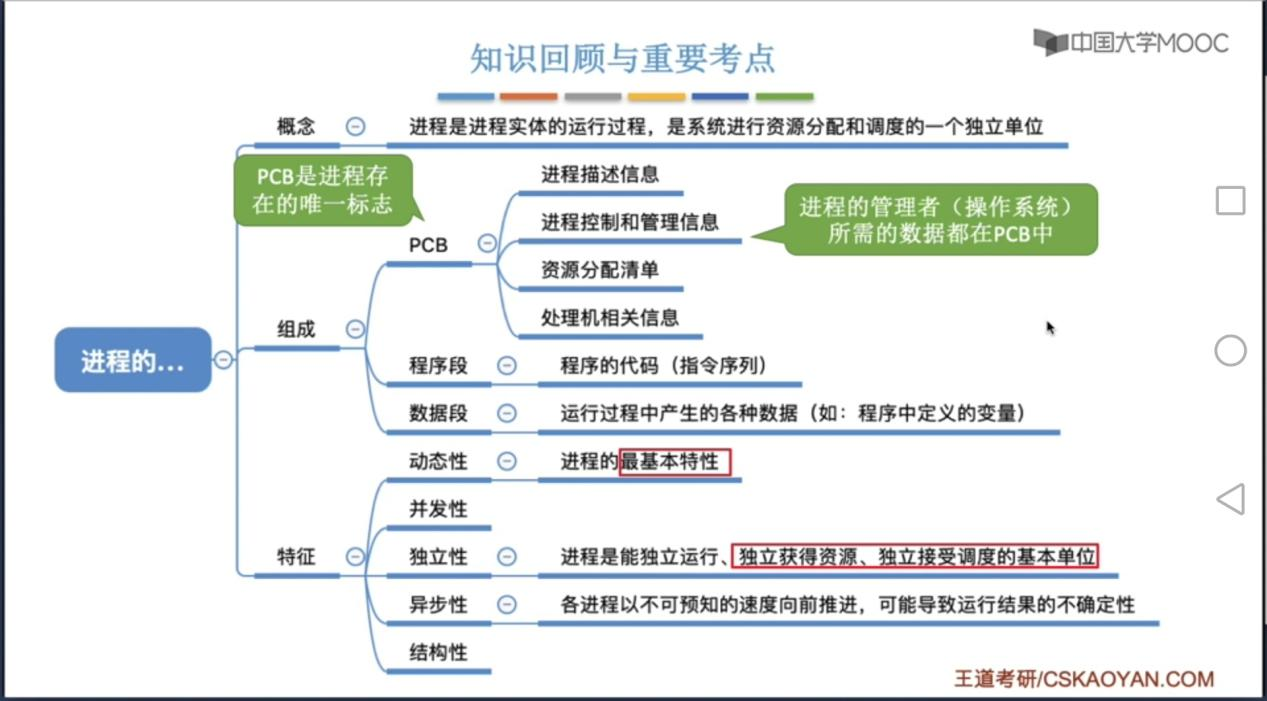 中国大学MOOC
知识回顾与重要考点
概念
进程是进程实体的运行过程，是系统进行资源分配和调度的一个独立单位
PCB是进程存
在的唯一标志
进程描述信息
进程控制和管理信息
进程的管理者（操作系统）
所需的数据都在PCB中
PCB
资源分配清单
处理机相关信息
组成
进程的...
程序段
程序的代码（指令序列）
数据段
运行过程中产生的各种数据（如：程序中定义的变量）
动态性
进程的最基本特性
并发性
特征
独立性
进程是能独立运行、独立获得资源、独立接受调度的基本单位
异步性
各进程以不可预知的速度向前推进，可能导致运行结果的不确定性
结构性
王道考研/CSKAOYAN.COM